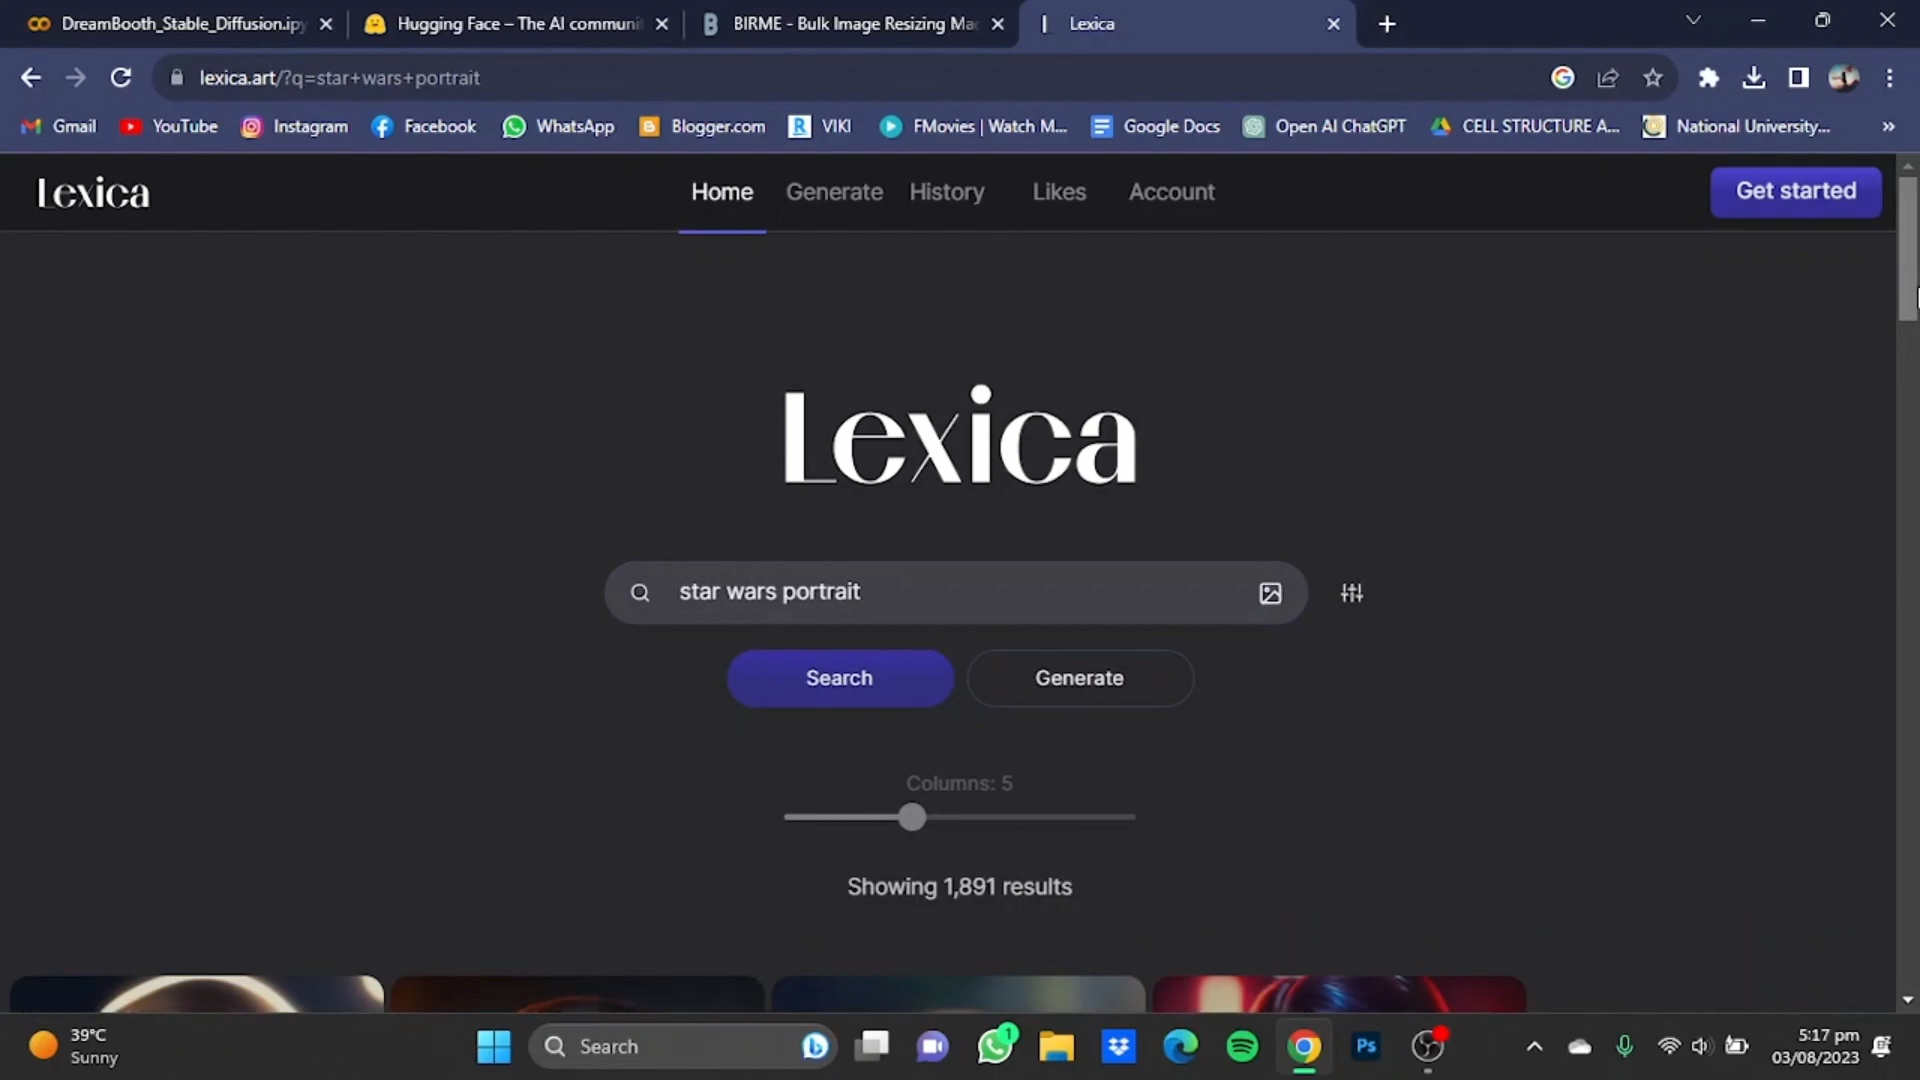 DreamBooth_Stable_Diffusion.ipy
Hugging Face – The AI communi
BIRME - Bulk Image Resizing Ma
Lexica
lexica.art/?q=star+wars+portrait
Gmail
YouTube
Instagram
Facebook
WhatsApp
Blogger.com
VIKI
FMovies | Watch M...
Google Docs
Open AI ChatGPT
CELL STRUCTURE A...
National University...
Lexica
Home
Generate
History
Likes
Account
Get started
Lexica
star wars portrait
Search
Generate
Columns: 5
Showing 1,891 results
39°C
Sunny
Search
1
Ps
5:17 pm
03/08/2023